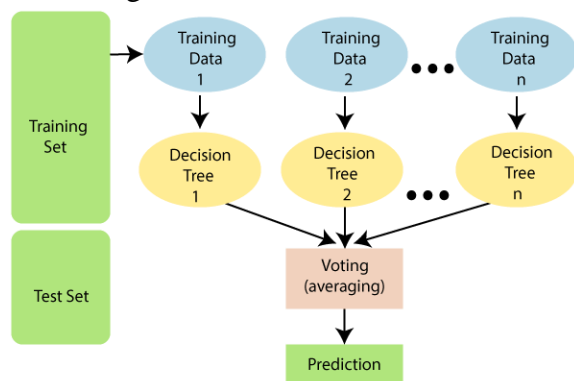 Training
Data
1
Training
Data
2
Training
Data
n
Training
Set
Decision
Tree
1
Decision
Tree
2
Decision
Tree
n
Test Set
Voting
(averaging)
Prediction